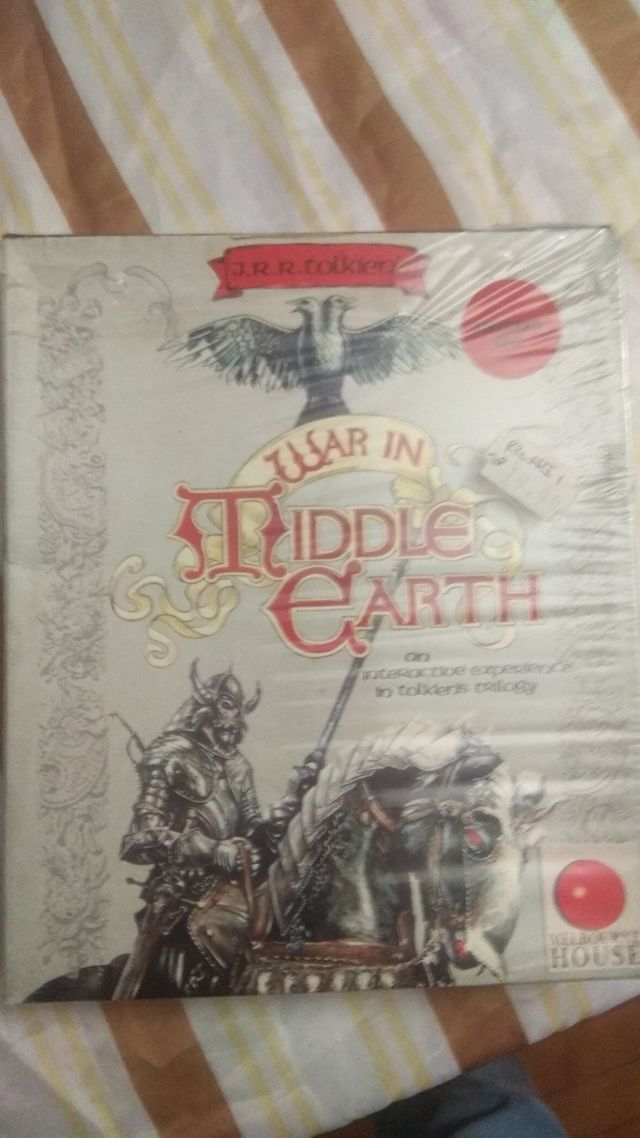 J.R.R. Tolkien's
WAR IN
MIDDLE
EARTH
an
interactive experience
in tolkien's trilogy
MELBOURNE
HOUSE